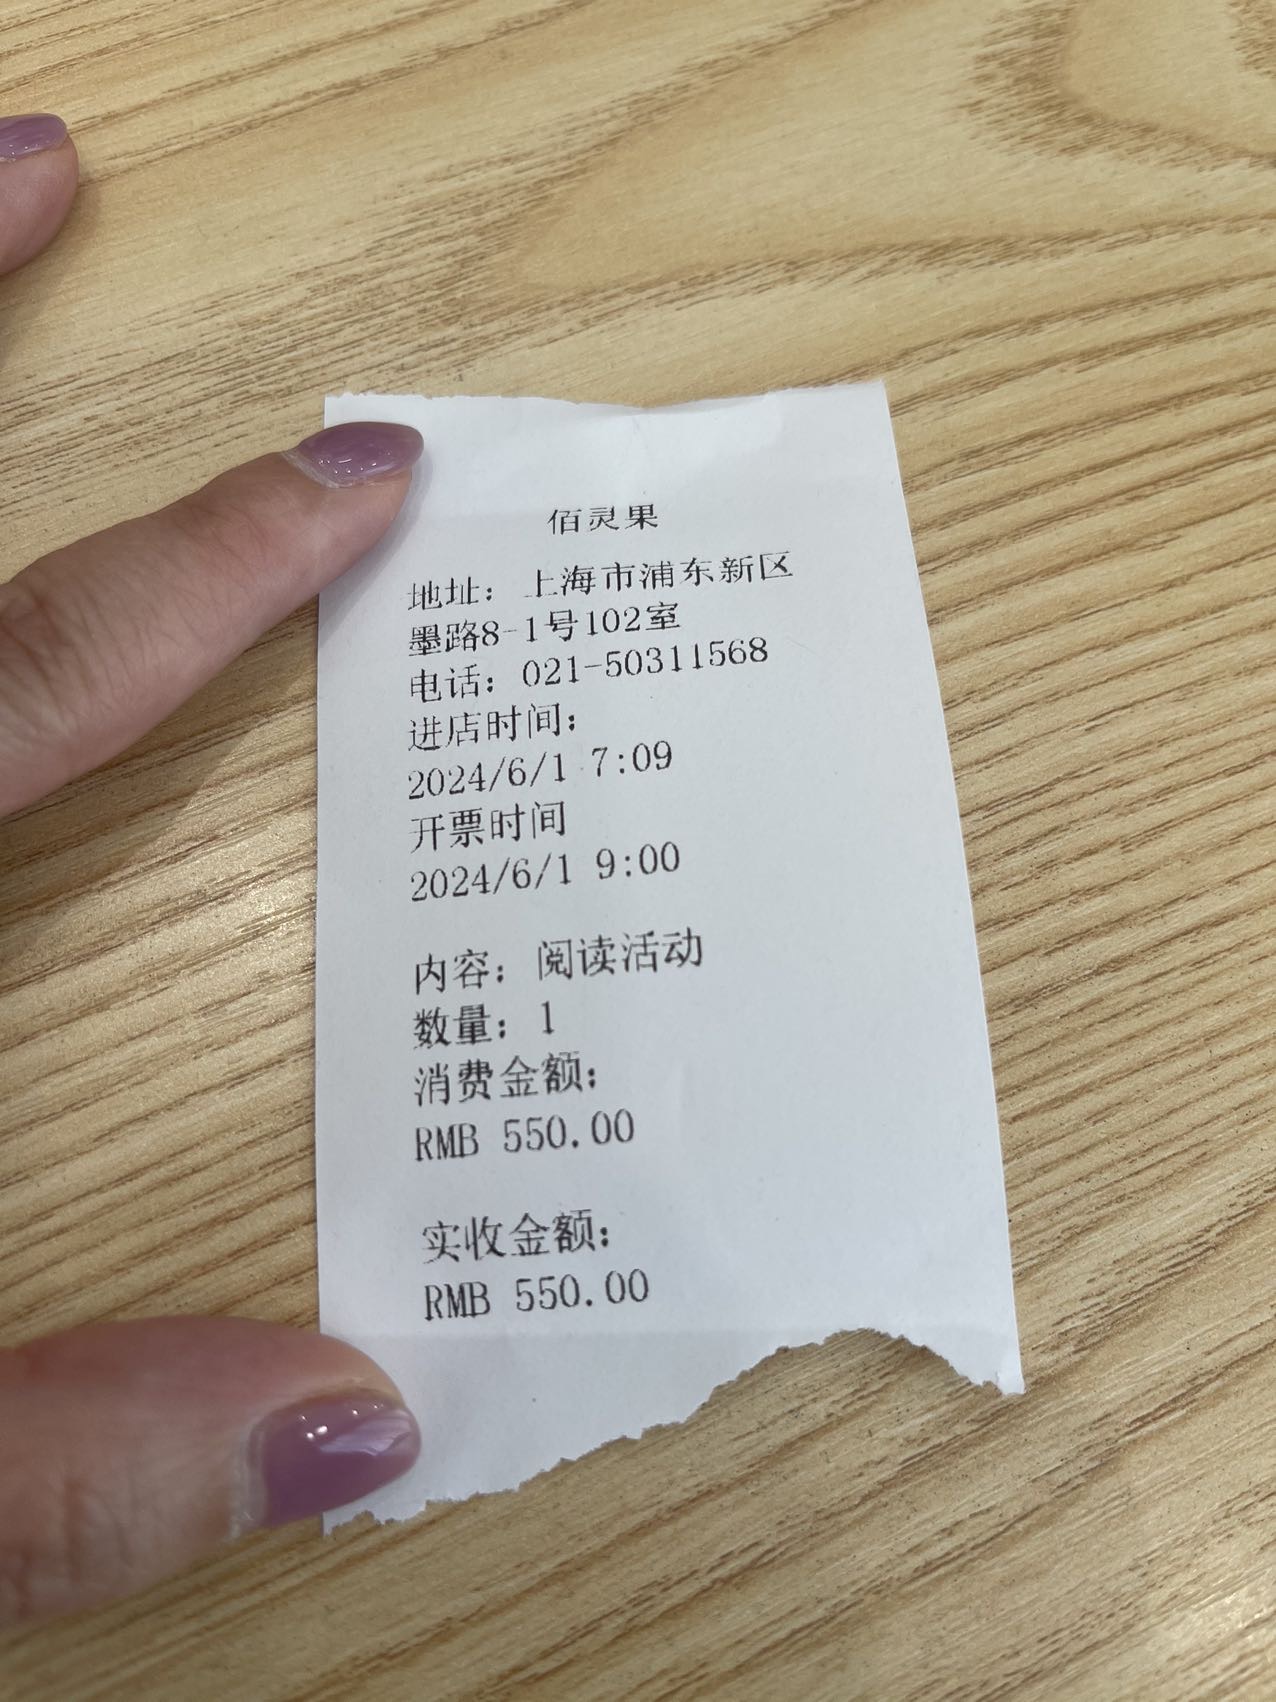 佰灵果
地址：上海市浦东新区
墨路8-1号102室
电话：021-50311568
进店时间：
2024/6/1 7:09
开票时间
2024/6/1 9:00
内容：阅读活动
数量：1
消费金额：
RMB 550.00
实收金额：
RMB 550.00